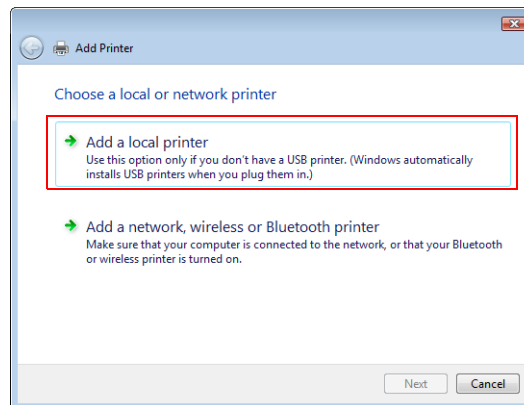 Add Printer
Choose a local or network printer
Add a local printer
Use this option only if you don't have a USB printer. (Windows automatically
installs USB printers when you plug them in.)
Add a network, wireless or Bluetooth printer
Make sure that your computer is connected to the network, or that your Bluetooth
or wireless printer is turned on.
Next Cancel